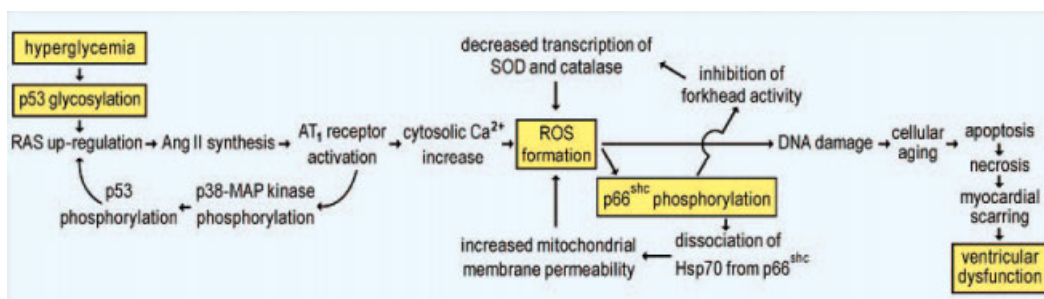 hyperglycemia
p53 glycosylation
RAS up-regulation
Ang II synthesis
AT1 receptor
activation
p38-MAP kinase
phosphorylation
p53
phosphorylation
cytosolic Ca2+
increase
ROS
formation
decreased transcription of
SOD and catalase
inhibition of
forkhead activity
p66shc phosphorylation
dissociation of
Hsp70 from p66shc
increased mitochondrial
membrane permeability
DNA damage
cellular
aging
apoptosis
necrosis
myocardial
scarring
ventricular
dysfunction